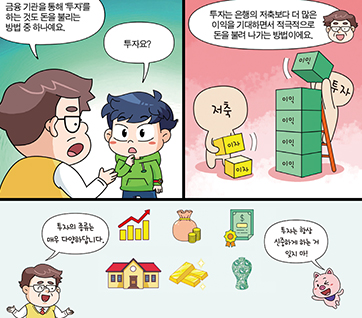 금융 기관을 통해 '투자'를
하는 것도 돈을 불리는
방법 중 하나예요.
투자요?
투자는 은행의 저축보다 더 많은
이익을 기대하면서 적극적으로
돈을 불려 나가는 방법이에요.
저축
이자
이자
투자
이익
이익
이익
이익
이익
투자의 종류는
매우 다양하답니다.
투자는 항상
신중하게 하는 거
잊지 마!